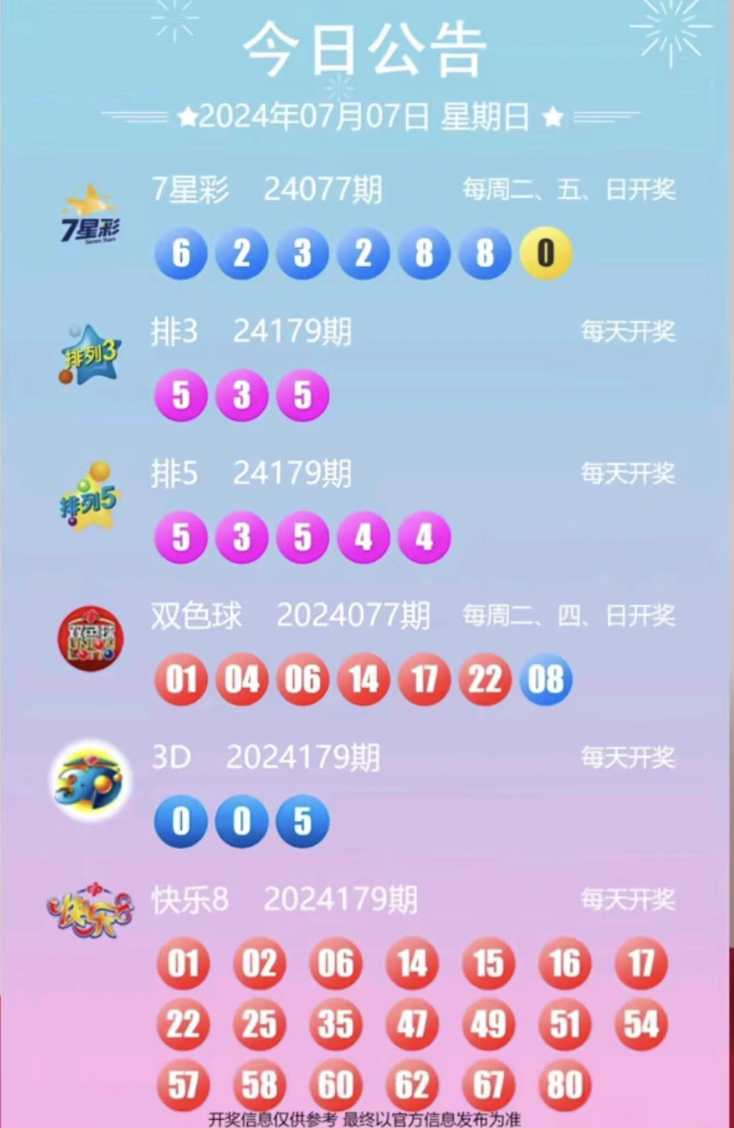 今日公告
★2024年07月07日 星期日★
7星彩 24077期 每周二、五、日开奖
7星彩
6 2 3 2 8 8 0
排3 24179期 每天开奖
排列3
5 3 5
排5 24179期 每天开奖
排列5
5 3 5 4 4
双色球 2024077期 每周二、四、日开奖
双色球
UNION
LOTTO
01 04 06 14 17 22 08
3D 2024179期 每天开奖
0 0 5
快乐8 2024179期 每天开奖
快乐8
01 02 06 14 15 16 17
22 25 35 47 49 51 54
57 58 60 62 67 80
开奖信息仅供参考 最终以官方信息发布为准